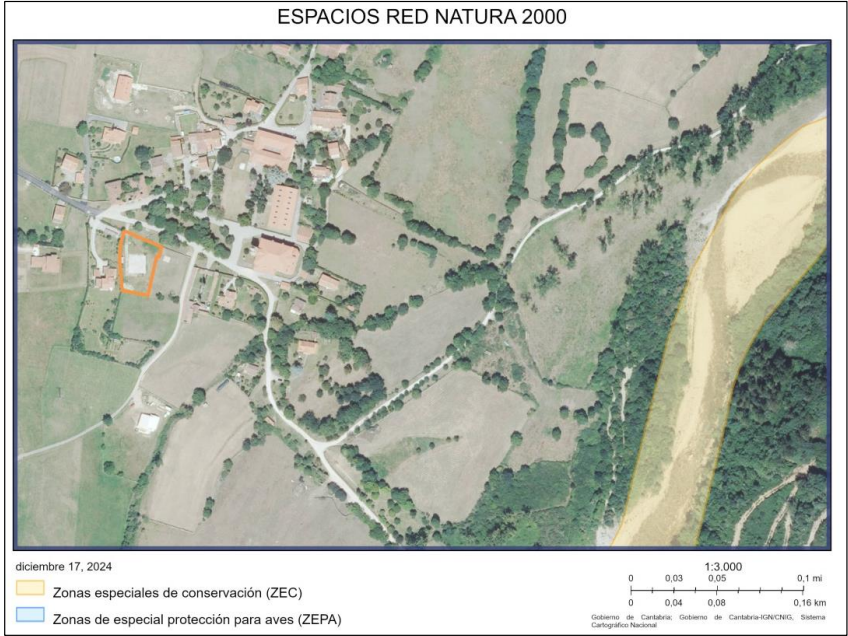 ESPACIOS RED NATURA 2000
diciembre 17, 2024
Zonas especiales de conservación (ZEC)
Zonas de especial protección para aves (ZEPA)
1:3.000
0 0,03 0,05 0,1 mi
0 0,04 0,08 0,16 km
Gobierno de Cantabria; Gobierno de Cantabria-IGN/CNIG, Sistema
Cartográfico Nacional